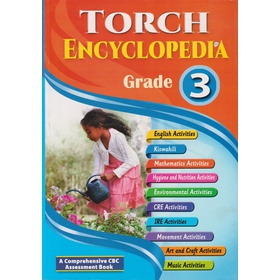 TORCH
ENCYCLOPEDIA
Grade 3
English Activities
Kiswahili
Mathematics Activities
Hygiene and Nutrition Activities
Environmental Activities
CRE Activities
IRE Activities
Movement Activities
Art and Craft Activities
Music Activities
A Comprehensive CBC
Assessment Book